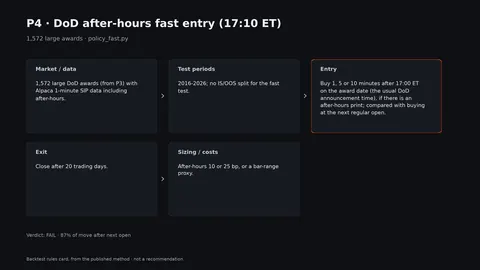 P4 · DoD after-hours fast entry (17:10 ET)
1,572 large awards · policy_fast.py
Market / data
1,572 large DoD awards (from P3) with
Alpaca 1-minute SIP data including
after-hours.
›
Test periods
2016-2026; no IS/OOS split for the fast
test.
›
Entry
Buy 1, 5 or 10 minutes after 17:00 ET
on the award date (the usual DoD
announcement time), if there is an
after-hours print; compared with buying
at the next regular open.
Exit
Close after 20 trading days.
›
Sizing / costs
After-hours 10 or 25 bp, or a bar-range
proxy.
Verdict: FAIL · 97% of move after next open
Backtest rules card, from the published method · not a recommendation.